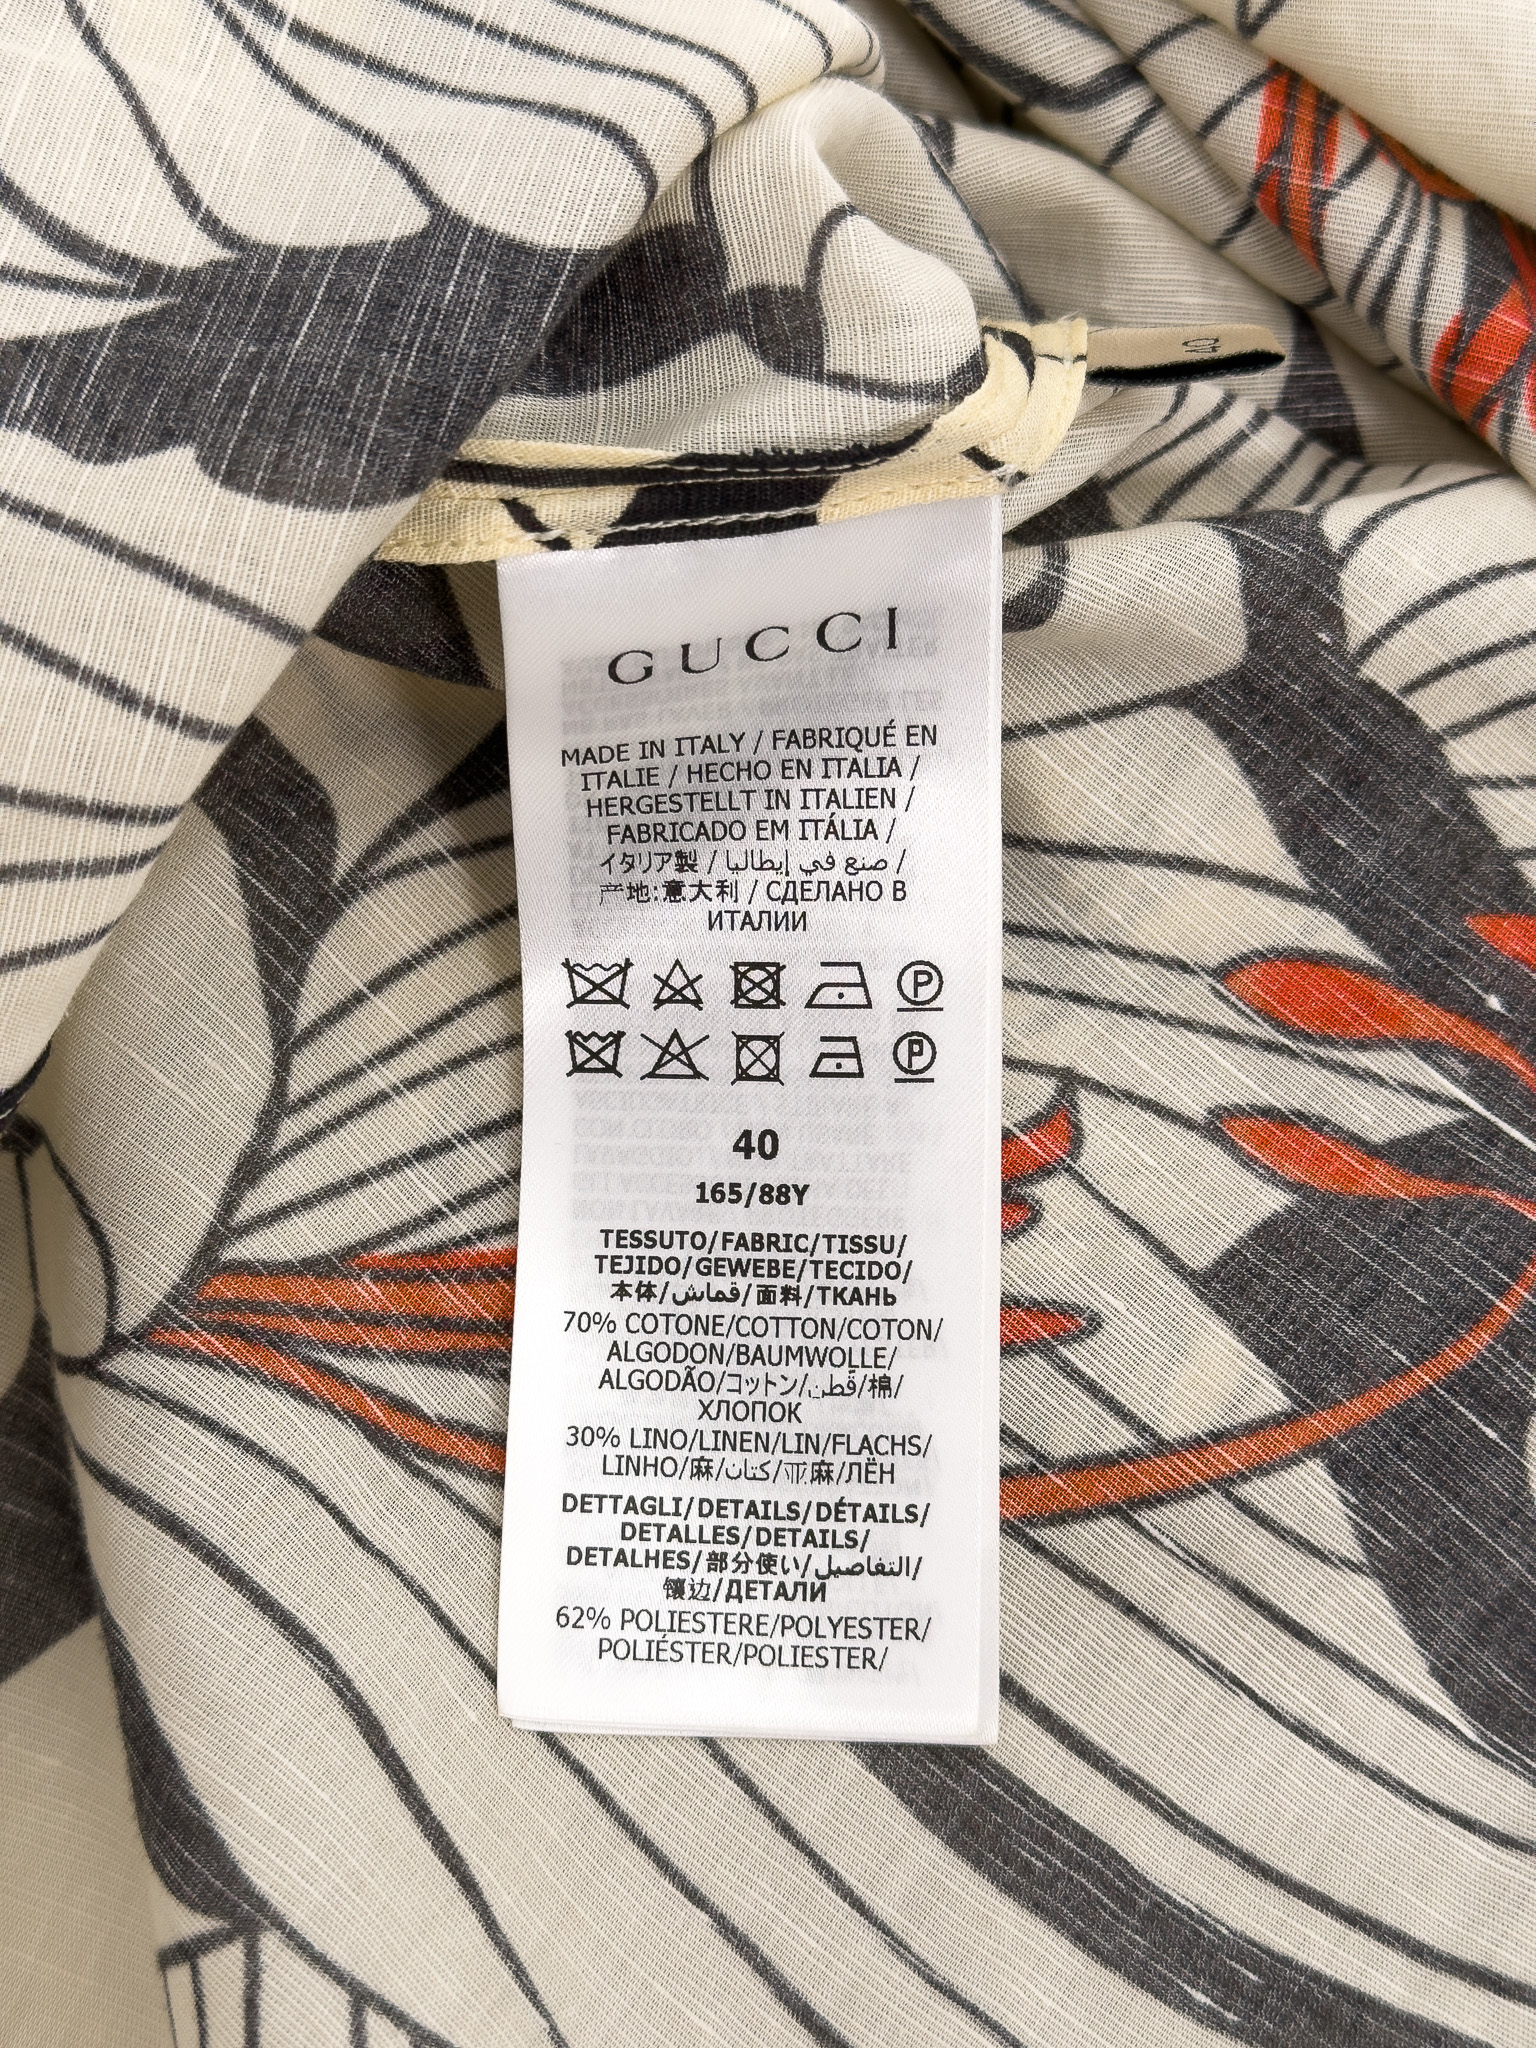 40
GUCCI
MADE IN ITALY / FABRIQUÉ EN
ITALIE / HECHO EN ITALIA /
HERGESTELLT IN ITALIEN /
FABRICADO EM ITÁLIA /
イタリア製 / صنع في إيطاليا /
产地:意大利 / СДЕЛАНО В
ИТАЛИИ
P
P
40
165/88Y
TESSUTO/FABRIC/TISSU/
TEJIDO/GEWEBE/TECIDO/
本体/قماش/面料/ТКАНЬ
70% COTONE/COTTON/COTON/
ALGODON/BAUMWOLLE/
ALGODÃO/コットン/قطن/棉/
ХЛОПОК
30% LINO/LINEN/LIN/FLACHS/
LINHO/麻/كتان/亚麻/ЛЁН
DETTAGLI/DETAILS/DÉTAILS/
DETALLES/DETAILS/
DETALHES/部分使い/التفاصيل/
镶边/ДЕТАЛИ
62% POLIESTERE/POLYESTER/
POLIÉSTER/POLIESTER/